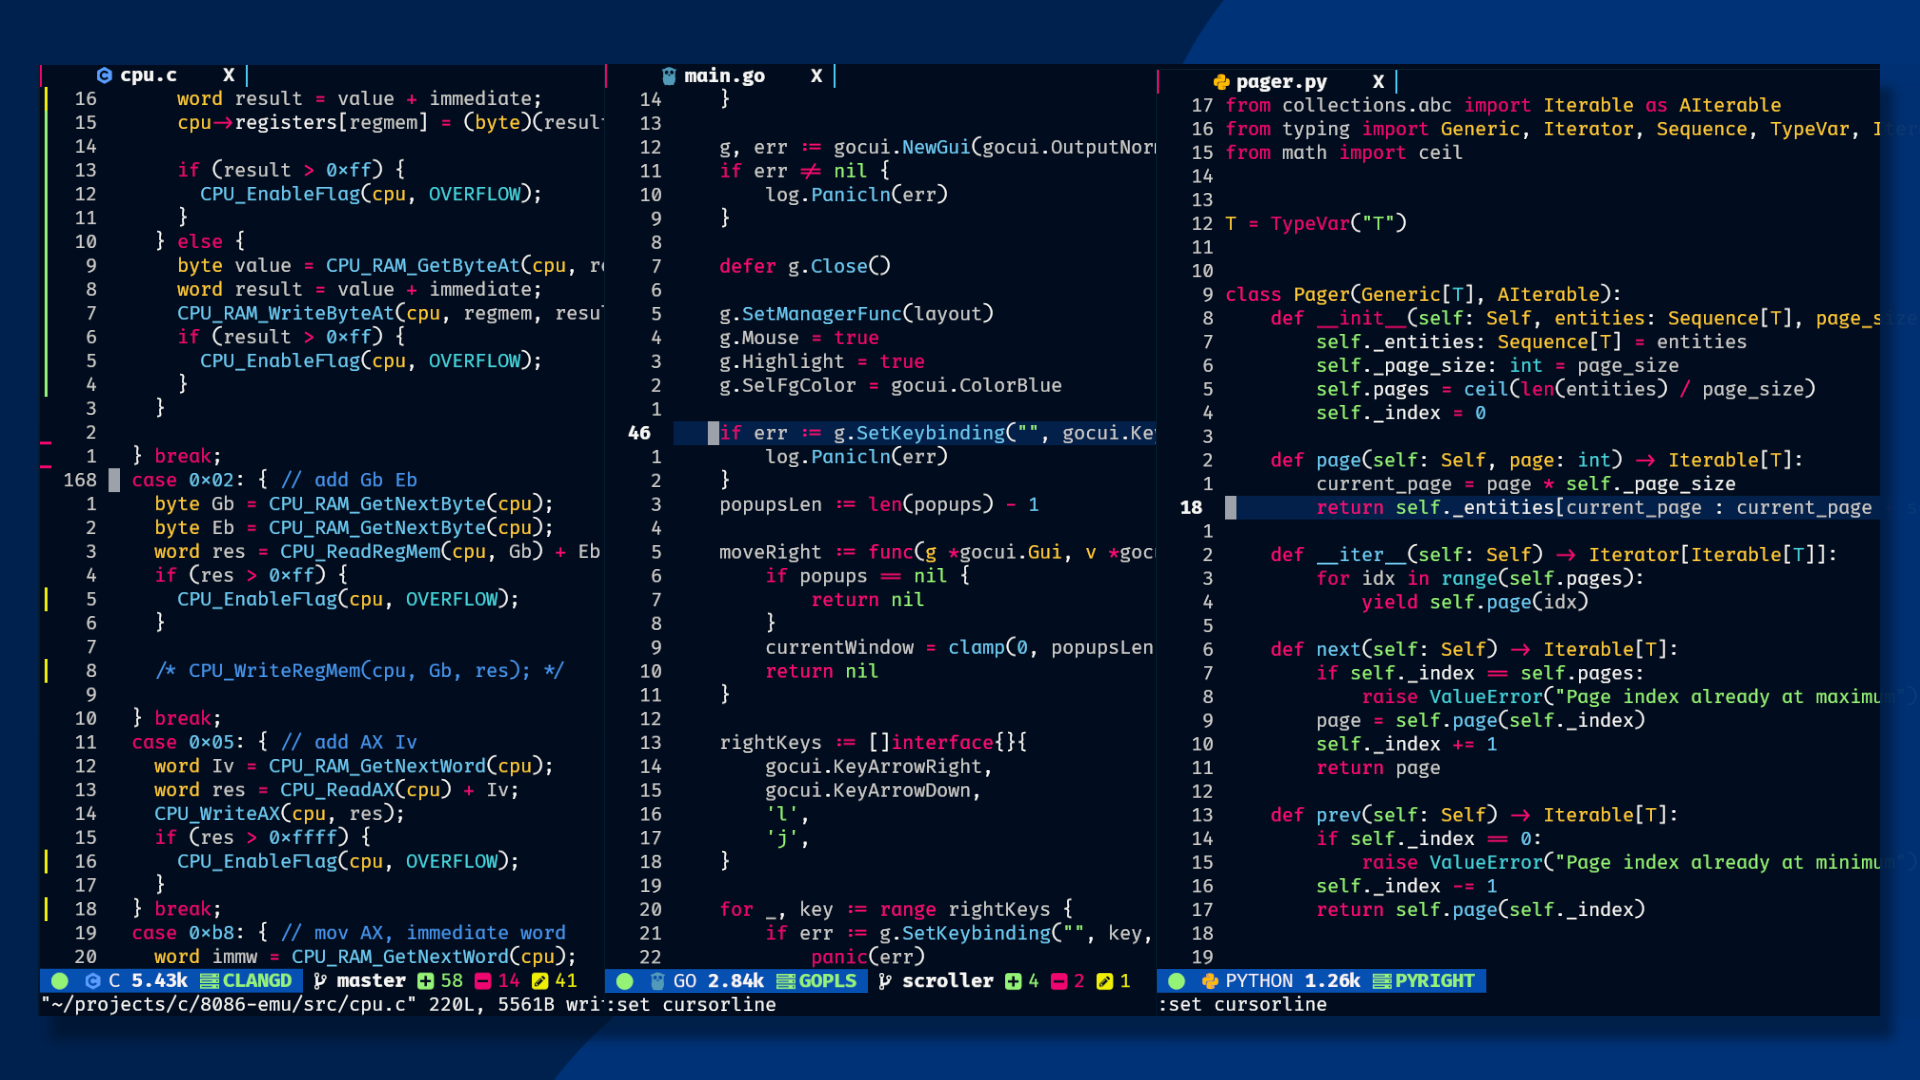 cpu.c X
16 word result = value + immediate;
15 cpu->registers[regmem] = (byte)(resul
14
13 if (result > 0xff) {
12 CPU_EnableFlag(cpu, OVERFLOW);
11 }
10 } else {
9 byte value = CPU_RAM_GetByteAt(cpu, re
8 word result = value + immediate;
7 CPU_RAM_WriteByteAt(cpu, regmem, resul
6 if (result > 0xff) {
5 CPU_EnableFlag(cpu, OVERFLOW);
4 }
3 }
2
1 } break;
168 case 0x02: { // add Gb Eb
1 byte Gb = CPU_RAM_GetNextByte(cpu);
2 byte Eb = CPU_RAM_GetNextByte(cpu);
3 word res = CPU_ReadRegMem(cpu, Gb) + Eb
4 if (res > 0xff) {
5 CPU_EnableFlag(cpu, OVERFLOW);
6 }
7
8 /* CPU_WriteRegMem(cpu, Gb, res); */
9
10 } break;
11 case 0x05: { // add AX Iv
12 word Iv = CPU_RAM_GetNextWord(cpu);
13 word res = CPU_ReadAX(cpu) + Iv;
14 CPU_WriteAX(cpu, res);
15 if (res > 0xffff) {
16 CPU_EnableFlag(cpu, OVERFLOW);
17 }
18 } break;
19 case 0xb8: { // mov AX, immediate word
20 word immw = CPU_RAM_GetNextWord(cpu);
C 5.43k CLANGD master 58 14 41
"~/projects/c/8086-emu/src/cpu.c" 220L, 5561B wri
main.go X
14 }
13
12 g, err := gocui.NewGui(gocui.OutputNor
11 if err != nil {
10 log.Panicln(err)
9 }
8
7 defer g.Close()
6
5 g.SetManagerFunc(layout)
4 g.Mouse = true
3 g.Highlight = true
2 g.SelFgColor = gocui.ColorBlue
1
46 if err := g.SetKeybinding("", gocui.Key
1 log.Panicln(err)
2 }
3 popupsLen := len(popups) - 1
4
5 moveRight := func(g *gocui.Gui, v *goc
6 if popups == nil {
7 return nil
8 }
9 currentWindow = clamp(0, popupsLen
10 return nil
11 }
12
13 rightKeys := []interface{}{
14 gocui.KeyArrowRight,
15 gocui.KeyArrowDown,
16 'l',
17 'j',
18 }
19
20 for _, key := range rightKeys {
21 if err := g.SetKeybinding("", key,
22 panic(err)
GO 2.84k GOPLS scroller 4 2 1
:set cursorline
pager.py X
17 from collections.abc import Iterable as AIterable
16 from typing import Generic, Iterator, Sequence, TypeVar, Iter
15 from math import ceil
14
13
12 T = TypeVar("T")
11
10
9 class Pager(Generic[T], AIterable):
8 def __init__(self: Self, entities: Sequence[T], page_size
7 self._entities: Sequence[T] = entities
6 self._page_size: int = page_size
5 self.pages = ceil(len(entities) / page_size)
4 self._index = 0
3
2 def page(self: Self, page: int) -> Iterable[T]:
1 current_page = page * self._page_size
18 return self._entities[current_page : current_page
1
2 def __iter__(self: Self) -> Iterator[Iterable[T]]:
3 for idx in range(self.pages):
4 yield self.page(idx)
5
6 def next(self: Self) -> Iterable[T]:
7 if self._index == self.pages:
8 raise ValueError("Page index already at maximum")
9 page = self.page(self._index)
10 self._index += 1
11 return page
12
13 def prev(self: Self) -> Iterable[T]:
14 if self._index == 0:
15 raise ValueError("Page index already at minimum")
16 self._index -= 1
17 return self.page(self._index)
18
19
PYTHON 1.26k PYRIGHT
:set cursorline